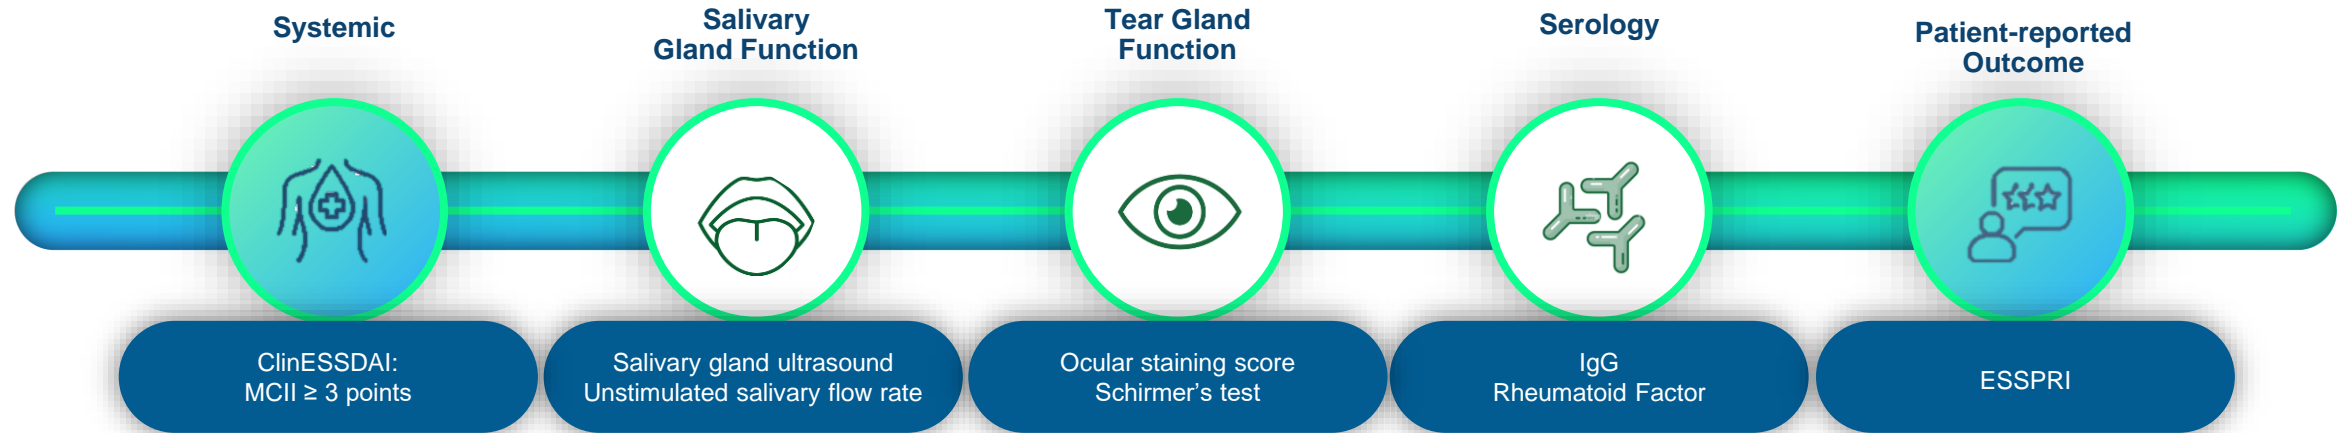 Systemic
Salivary
Gland Function
Tear Gland
Function
Serology
Patient-reported
Outcome
ClinESSDAI:
MCII ≥ 3 points
Salivary gland ultrasound
Unstimulated salivary flow rate
Ocular staining score
Schirmer's test
IgG
Rheumatoid Factor
ESSPRI